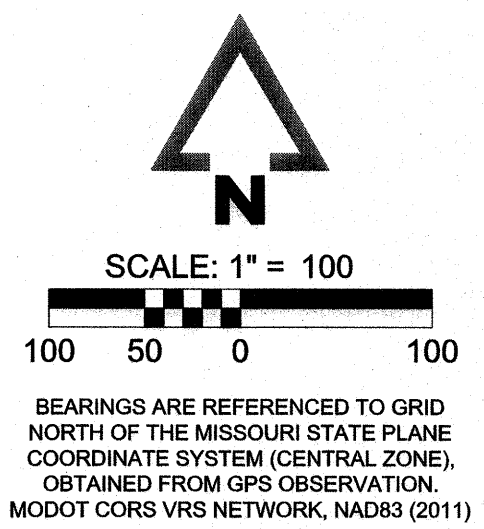 N
SCALE: 1" = 100
100 50 0 100
BEARINGS ARE REFERENCED TO GRID
NORTH OF THE MISSOURI STATE PLANE
COORDINATE SYSTEM (CENTRAL ZONE),
OBTAINED FROM GPS OBSERVATION.
MODOT CORS VRS NETWORK, NAD83 (2011)